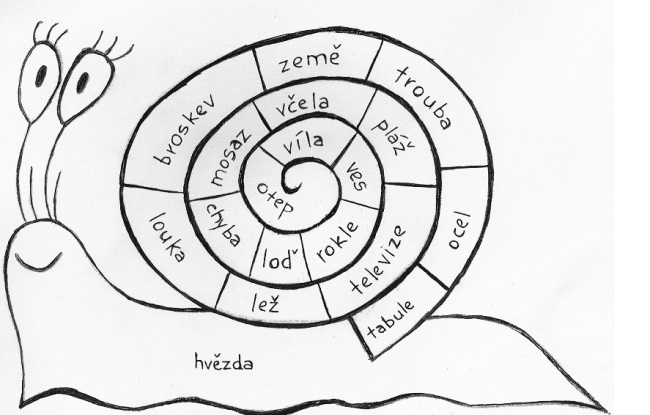 země
trouba
broskev
včela
pláž
mosaz
víla
ves
otep
chyba
loď
rokle
louka
ocel
televize
lež
tabule
hvězda